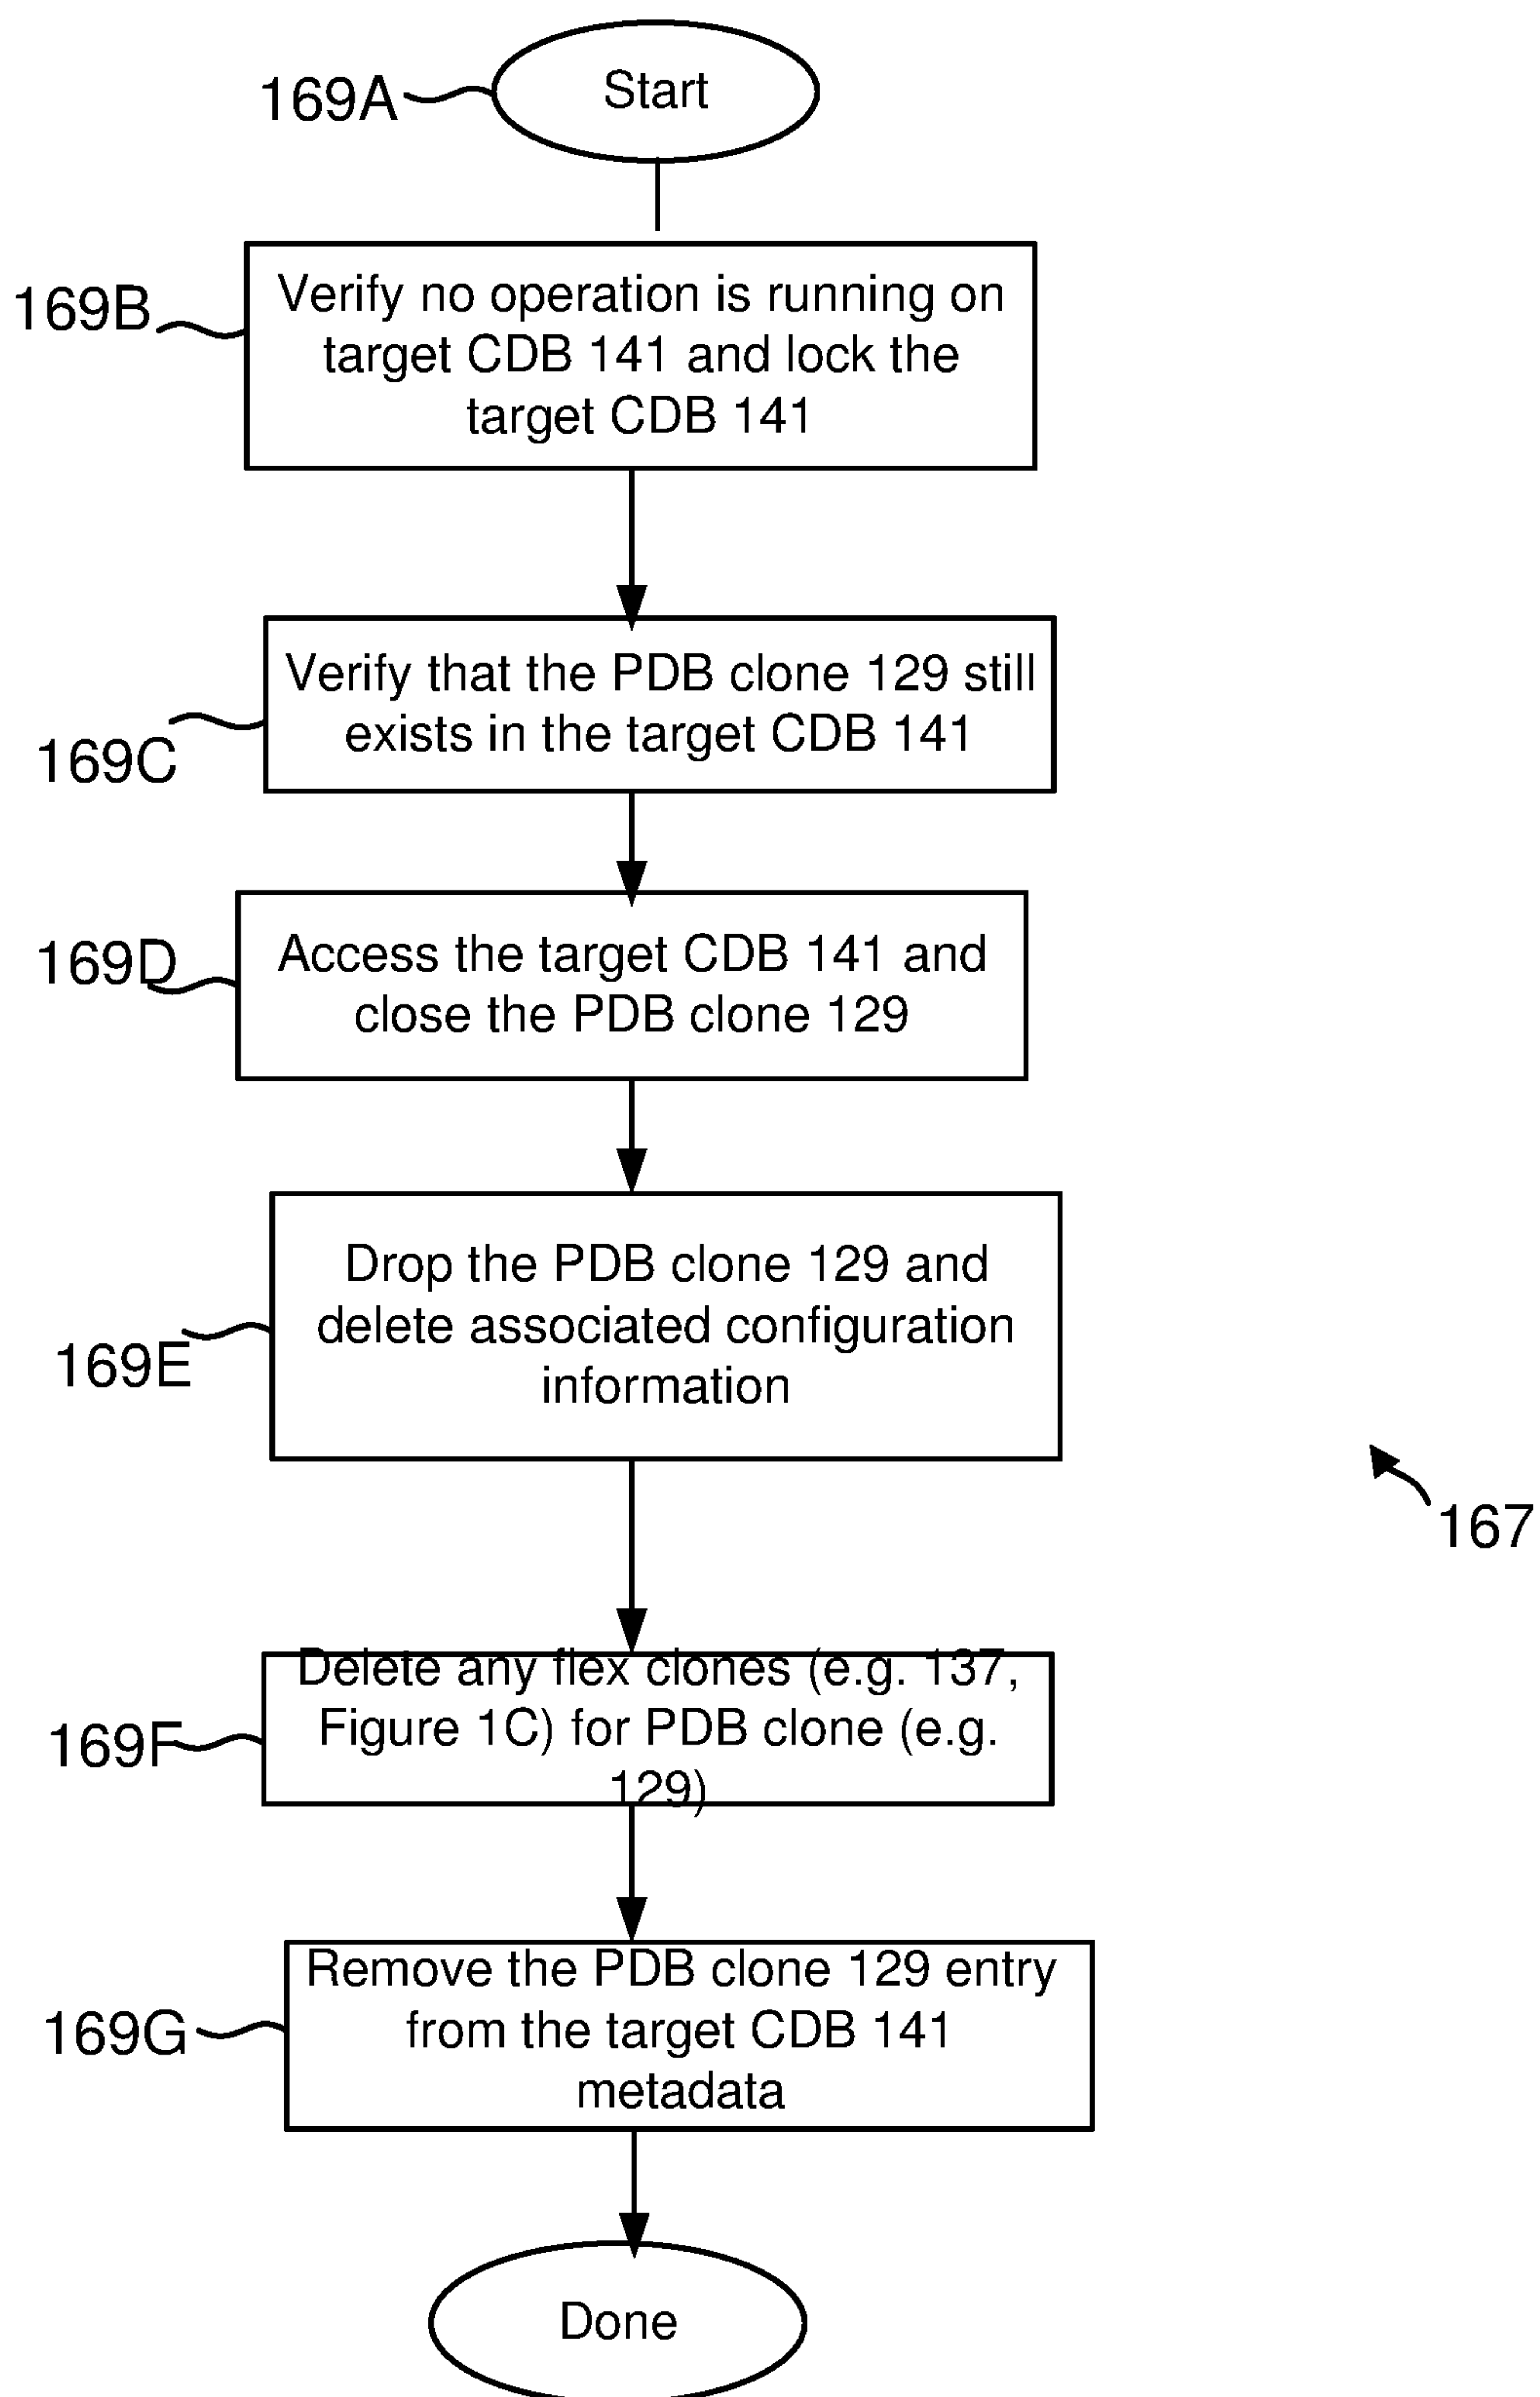 Start
169A
Verify no operation is running on
target CDB 141 and lock the
target CDB 141
169B
Verify that the PDB clone 129 still
exists in the target CDB 141
169C
Access the target CDB 141 and
close the PDB clone 129
169D
Drop the PDB clone 129 and
delete associated configuration
information
169E
167
Delete any flex clones (e.g. 137,
Figure 1C) for PDB clone (e.g.
129)
169F
Remove the PDB clone 129 entry
from the target CDB 141
metadata
169G
Done